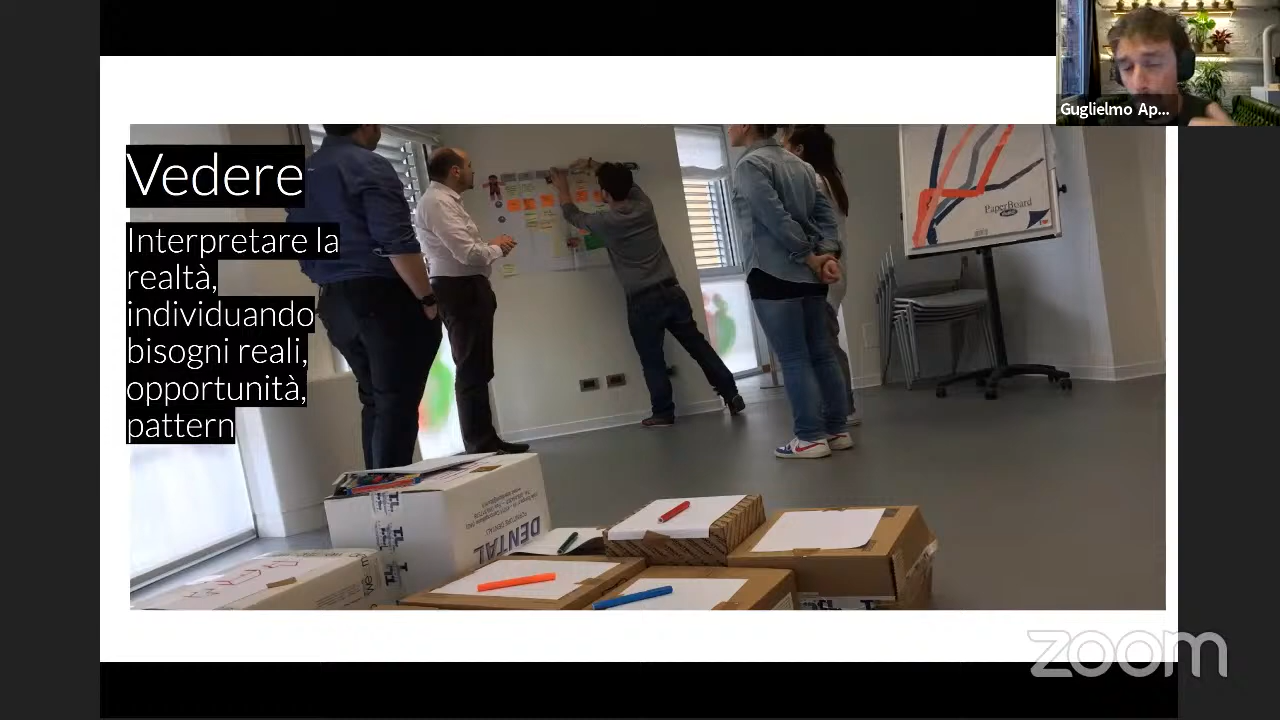 Guglielmo Ap...
Vedere
Interpretare la
realtà,
individuando
bisogni reali,
opportunità,
pattern
PaperBoard
DENTAL
zoom